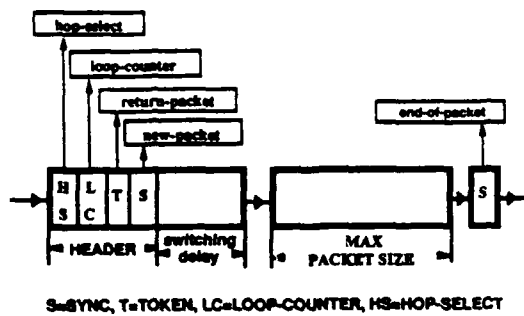 hop-select
loop-counter
return-packet
new-packet
end-of-packet
H L T S
S C
S
HEADER
switching
delay
MAX
PACKET SIZE
S=SYNC, T=TOKEN, LC=LOOP-COUNTER, HS=HOP-SELECT